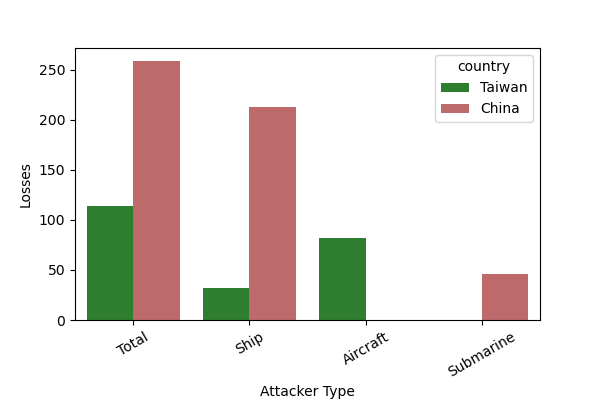 country
Taiwan
China
250
200
150
100
50
0
Losses
Total
Ship
Aircraft
Submarine
Attacker Type